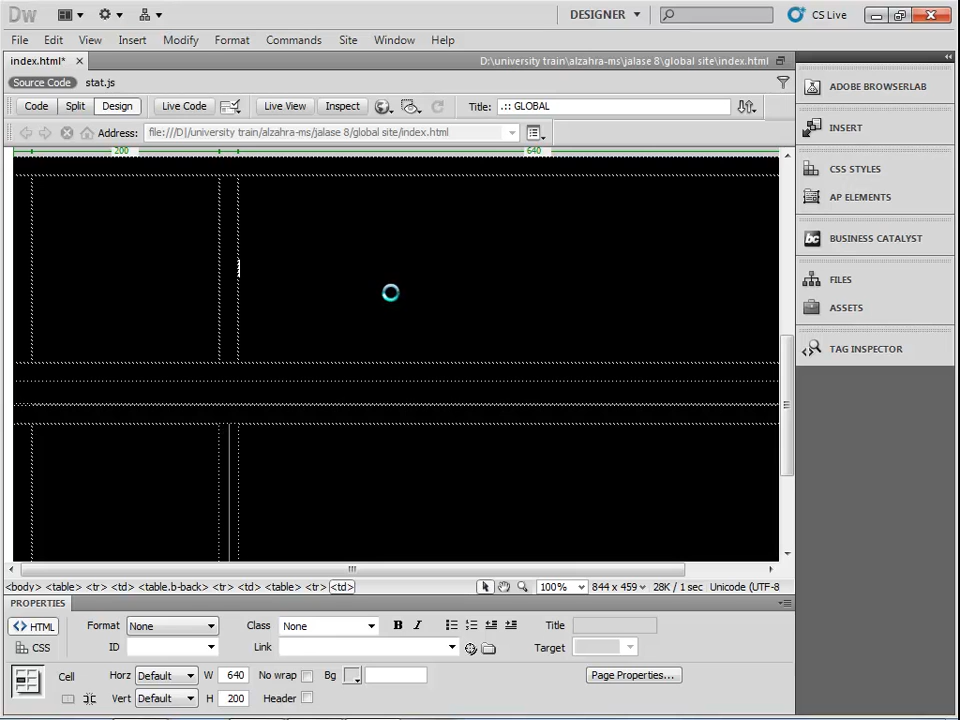 Dw DESIGNER CS Live
File Edit View Insert Modify Format Commands Site Window Help
index.html* D:\university train\alzahra-ms\jalase 8\global site\index.html
Source Code stat.js
Code Split Design Live Code Live View Inspect Title: .:: GLOBAL
Address: file:///D|/university train/alzahra-ms/jalase 8/global site/index.html
200 640
ADOBE BROWSERLAB
INSERT
CSS STYLES
AP ELEMENTS
BUSINESS CATALYST
FILES
ASSETS
TAG INSPECTOR
<body> <table> <tr> <td> <table.b-back> <tr> <td> <table> <tr> <td> 100% 844 x 459 28K / 1 sec Unicode (UTF-8
PROPERTIES
<> HTML Format None Class None B I Title
CSS ID Link Target
Cell Horz Default W 640 No wrap Bg Page Properties...
Vert Default H 200 Header